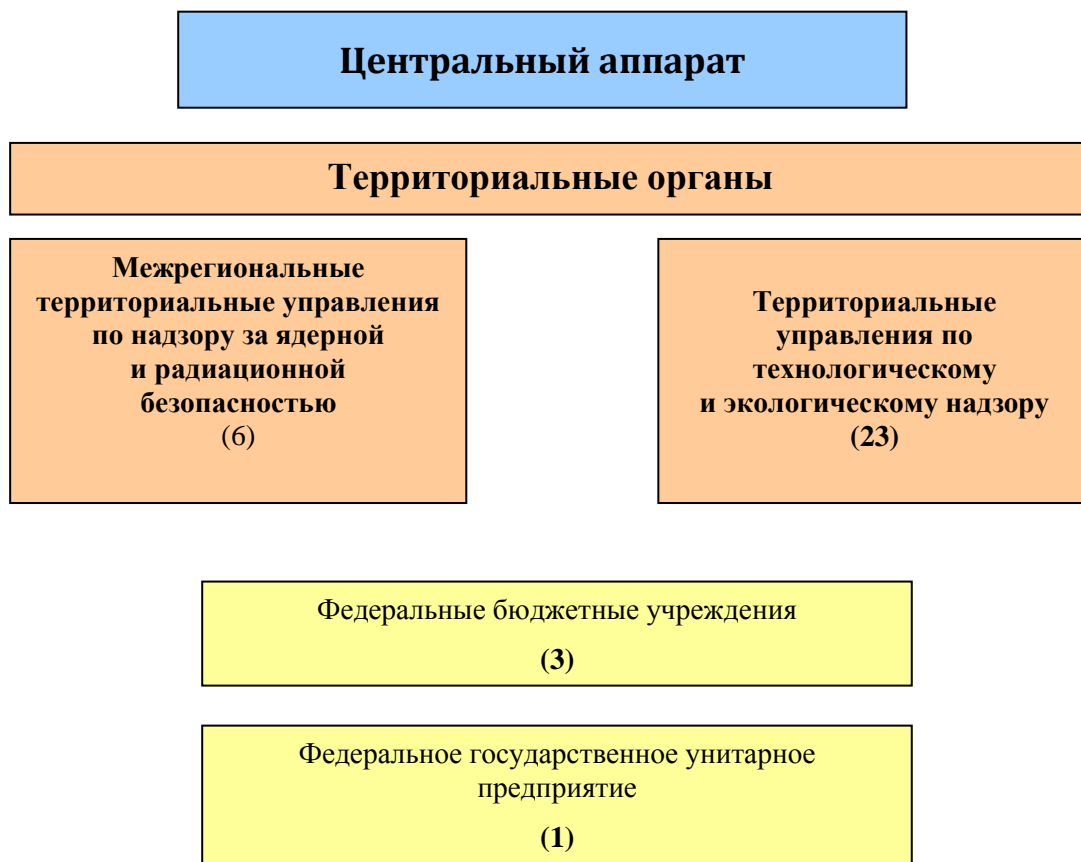 Центральный аппарат
Территориальные органы
Межрегиональные
территориальные управления
по надзору за ядерной
и радиационной
безопасностью
(6)
Территориальные
управления по
технологическому
и экологическому надзору
(23)
Федеральные бюджетные учреждения
(3)
Федеральное государственное унитарное
предприятие
(1)